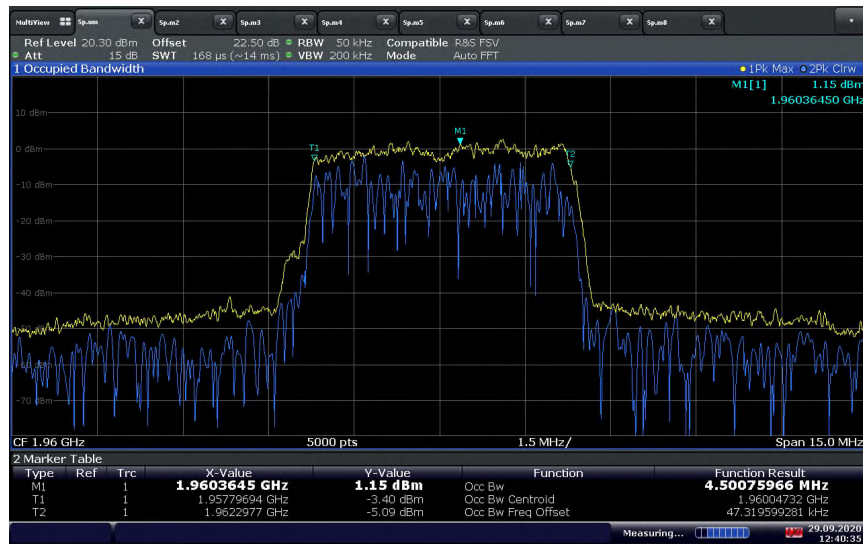 MultiView Sp.um X Sp.m2 X Sp.m3 X Sp.m4 X Sp.m5 X Sp.m6 X Sp.m7 X Sp.m8 X
Ref Level 20.30 dBm Offset 22.50 dB RBW 50 kHz Compatible R&S FSV
Att 15 dB SWT 168 µs (~14 ms) VBW 200 kHz Mode Auto FFT
1 Occupied Bandwidth 1Pk Max 2Pk Clrw
M1[1] 1.15 dBm
1.96036450 GHz
10 dBm
M1
0 dBm
T1
T2
-10 dBm
-20 dBm
-30 dBm
-40 dBm
-60 dBm
-70 dBm
CF 1.96 GHz 5000 pts 1.5 MHz/ Span 15.0 MHz
2 Marker Table
Type Ref Trc X-Value Y-Value Function Function Result
M1 1 1.9603645 GHz 1.15 dBm Occ Bw 4.50075966 MHz
T1 1 1.95779694 GHz -3.40 dBm Occ Bw Centroid 1.96004732 GHz
T2 1 1.9622977 GHz -5.09 dBm Occ Bw Freq Offset 47.319599281 kHz
Measuring... 29.09.2020
12:40:35